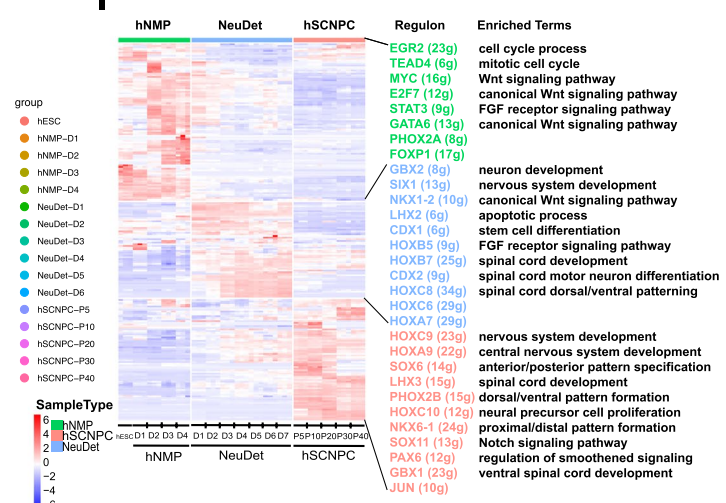 hNMP NeuDet hSCNPC Regulon Enriched Terms
EGR2 (23g) cell cycle process
TEAD4 (6g) mitotic cell cycle
MYC (16g) Wnt signaling pathway
E2F7 (12g) canonical Wnt signaling pathway
STAT3 (9g) FGF receptor signaling pathway
GATA6 (13g) canonical Wnt signaling pathway
PHOX2A (8g)
FOXP1 (17g)
GBX2 (8g) neuron development
SIX1 (13g) nervous system development
NKX1-2 (10g) canonical Wnt signaling pathway
LHX2 (6g) apoptotic process
CDX1 (6g) stem cell differentiation
HOXB5 (9g) FGF receptor signaling pathway
HOXB7 (25g) spinal cord development
CDX2 (9g) spinal cord motor neuron differentiation
HOXC8 (34g) spinal cord dorsal/ventral patterning
HOXC6 (29g)
HOXA7 (29g)
HOXC9 (23g) nervous system development
HOXA9 (22g) central nervous system development
SOX6 (14g) anterior/posterior pattern specification
LHX3 (15g) spinal cord development
PHOX2B (15g) dorsal/ventral pattern formation
HOXC10 (12g) neural precursor cell proliferation
NKX6-1 (24g) proximal/distal pattern formation
SOX11 (13g) Notch signaling pathway
PAX6 (12g) regulation of smoothened signaling
GBX1 (23g) ventral spinal cord development
JUN (10g)
group
hESC
hNMP-D1
hNMP-D2
hNMP-D3
hNMP-D4
NeuDet-D1
NeuDet-D2
NeuDet-D3
NeuDet-D4
NeuDet-D5
NeuDet-D6
hSCNPC-P5
hSCNPC-P10
hSCNPC-P20
hSCNPC-P30
hSCNPC-P40
SampleType
hNMP
hSCNPC
NeuDet
6
4
2
0
−2
−4
−6
hESC D1 D2 D3 D4 D1 D2 D3 D4 D5 D6 D7 P5 P10 P20 P30 P40
hNMP NeuDet hSCNPC